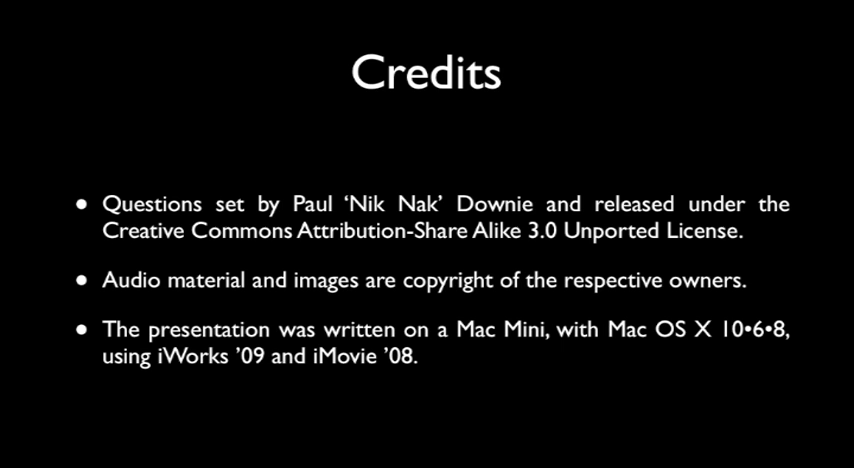 Credits
• Questions set by Paul ‘Nik Nak’ Downie and released under the
Creative Commons Attribution-Share Alike 3.0 Unported License.
• Audio material and images are copyright of the respective owners.
• The presentation was written on a Mac Mini, with Mac OS X 10•6•8,
using iWorks ’09 and iMovie ’08.